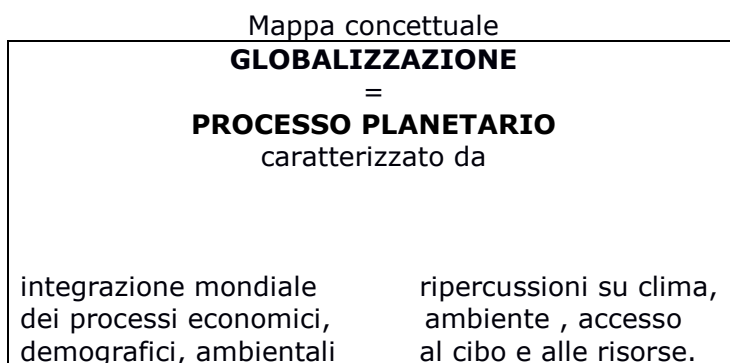 Mappa concettuale
GLOBALIZZAZIONE
=
PROCESSO PLANETARIO
caratterizzato da
integrazione mondiale
dei processi economici,
demografici, ambientali
ripercussioni su clima,
ambiente , accesso
al cibo e alle risorse.